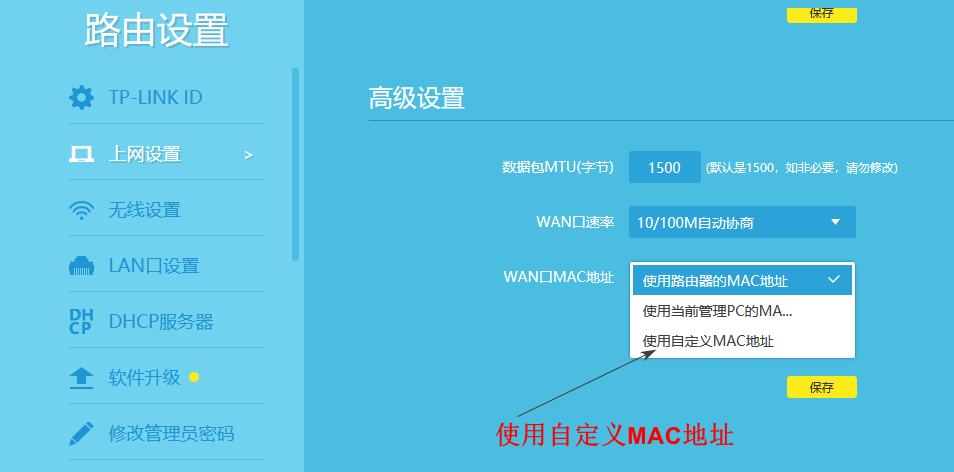 路由设置
TP-LINK ID
上网设置 >
无线设置
LAN口设置
DHCP
DHCP服务器
软件升级
修改管理员密码
保存
高级设置
数据包MTU(字节) 1500 (默认是1500，如非必要，请勿修改)
WAN口速率 10/100M自动协商
WAN口MAC地址 使用路由器的MAC地址
使用当前管理PC的MA...
使用自定义MAC地址
保存
使用自定义MAC地址